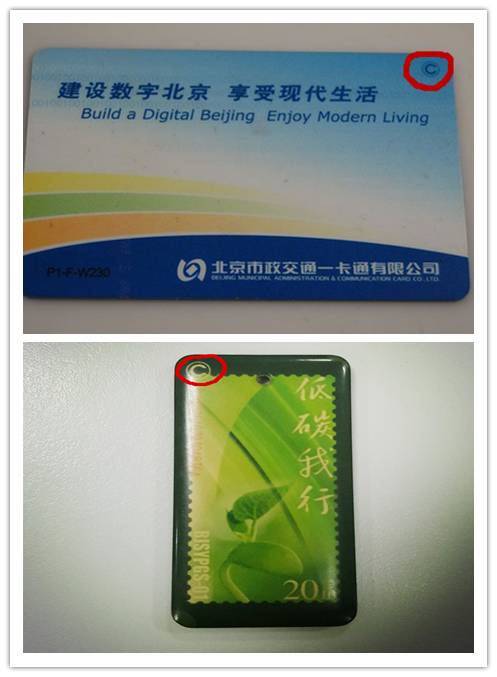 C
建设数字北京 享受现代生活
Build a Digital Beijing Enjoy Modern Living
P1-F-W230
北京市政交通一卡通有限公司
BEIJING MUNICIPAL ADMINISTRATION & COMMUNICATION CARD CO.,LTD.
C
低碳我行
BJSYPGS-01
20